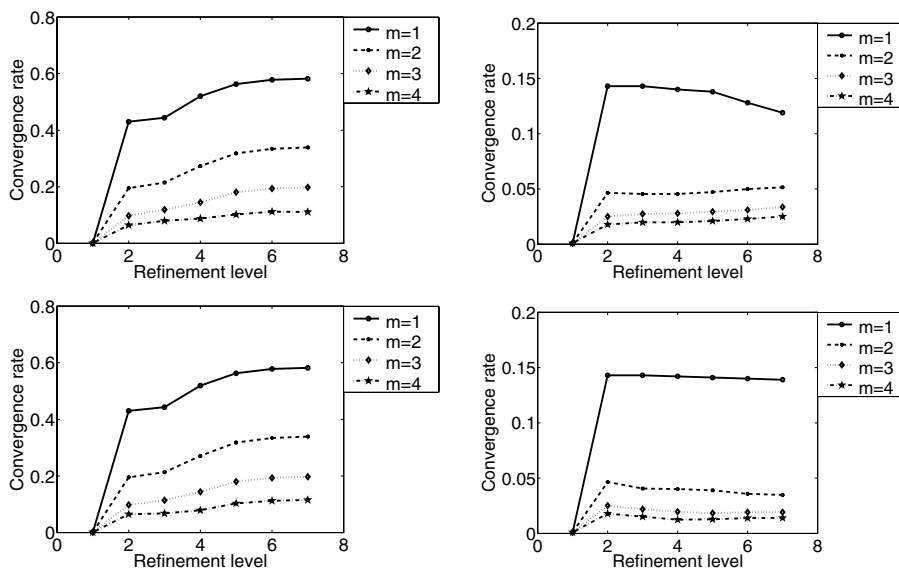 0.8
0.6
0.4
0.2
0
0
2
4
6
8
Convergence rate
Refinement level
m=1
m=2
m=3
m=4
0.2
0.15
0.1
0.05
0
0
2
4
6
8
Convergence rate
Refinement level
m=1
m=2
m=3
m=4
0.8
0.6
0.4
0.2
0
0
2
4
6
8
Convergence rate
Refinement level
m=1
m=2
m=3
m=4
0.2
0.15
0.1
0.05
0
0
2
4
6
8
Convergence rate
Refinement level
m=1
m=2
m=3
m=4